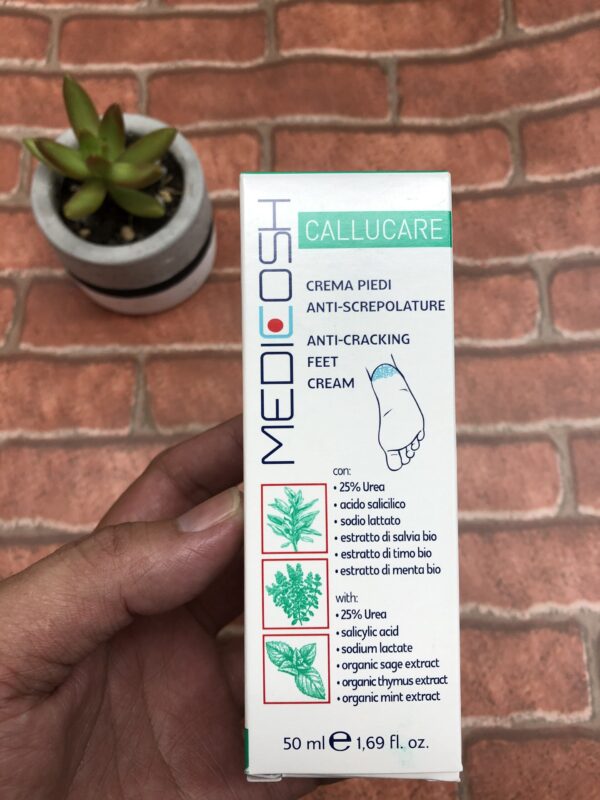 MEDICOSH
CALLUCARE
CREMA PIEDI
ANTI-SCREPOLATURE
ANTI-CRACKING
FEET
CREAM
con:
• 25% Urea
• acido salicilico
• sodio lattato
• estratto di salvia bio
• estratto di timo bio
• estratto di menta bio
with:
• 25% Urea
• salicylic acid
• sodium lactate
• organic sage extract
• organic thymus extract
• organic mint extract
50 ml ℮ 1,69 fl. oz.